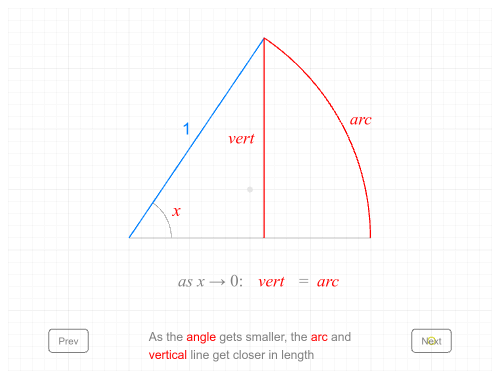 1
vert
arc
x
as x → 0: vert = arc
Prev
As the angle gets smaller, the arc and
vertical line get closer in length
Next